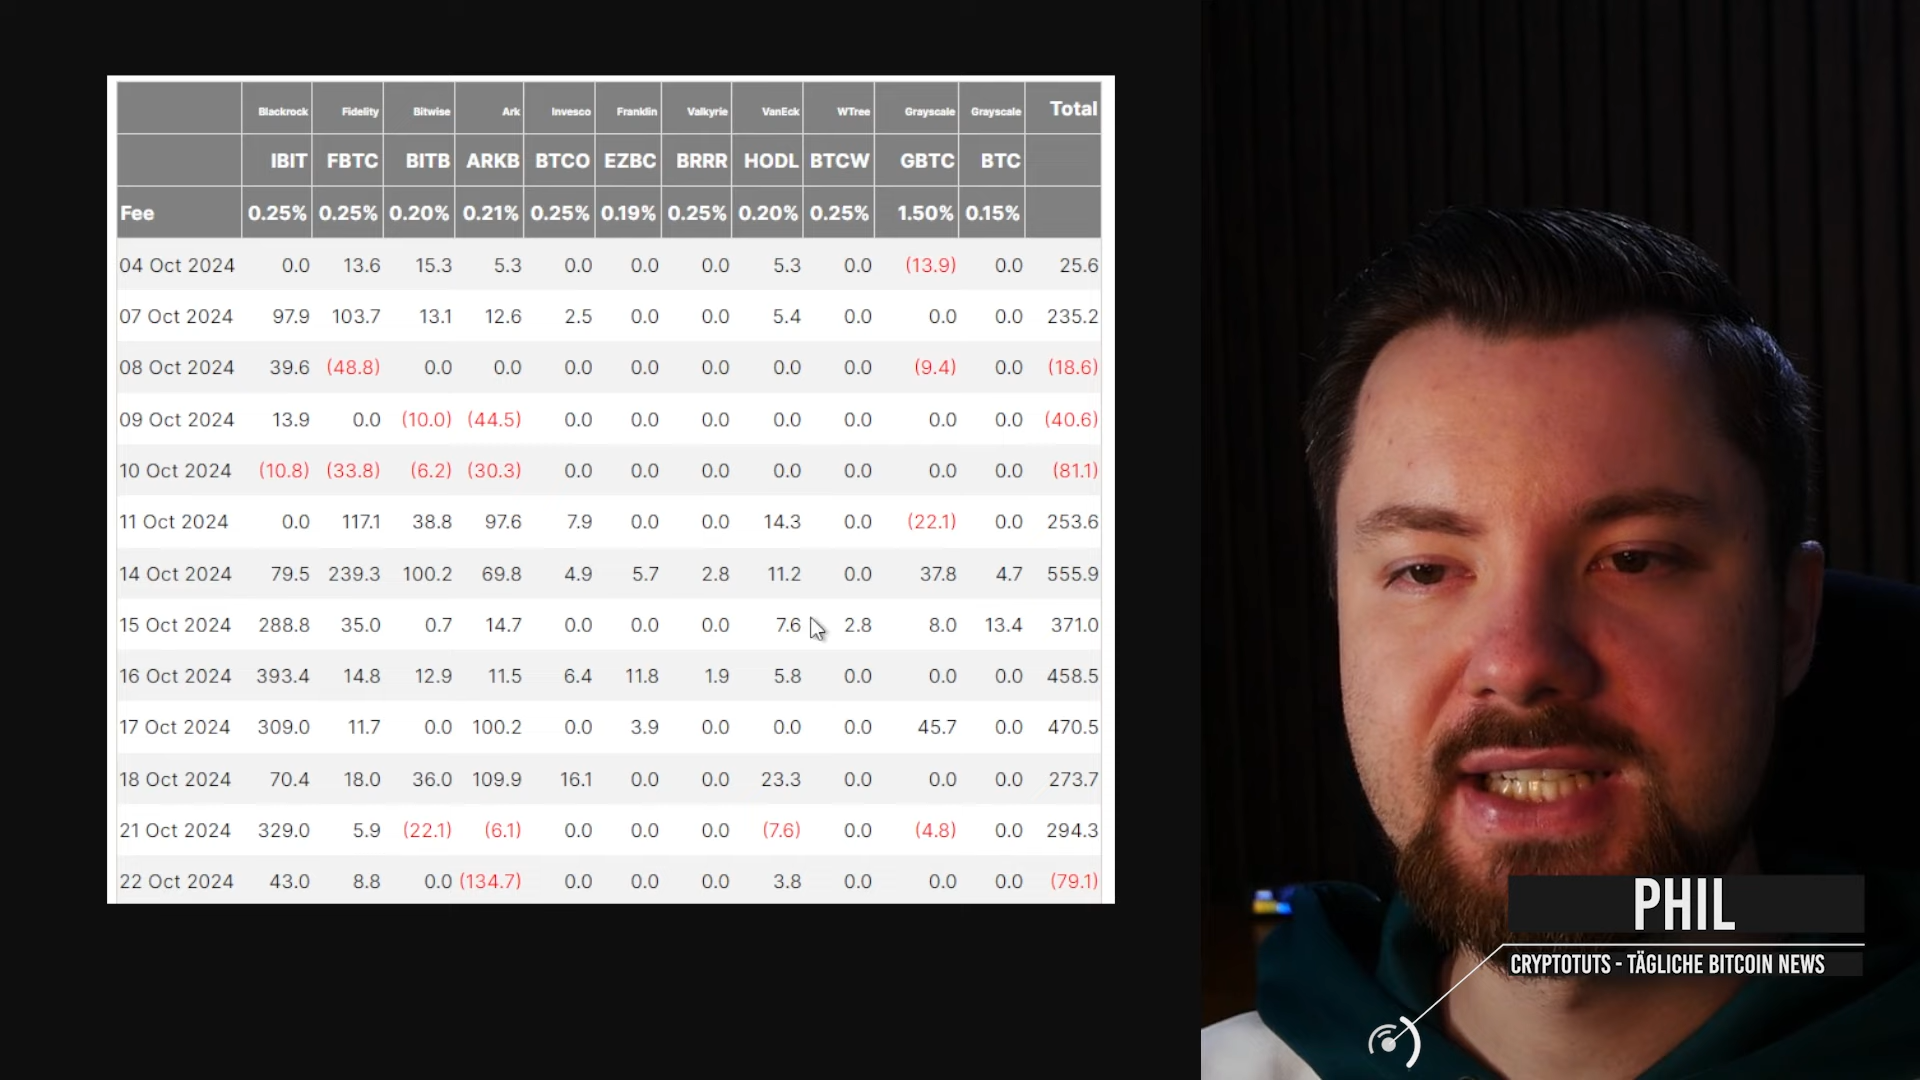 Blackrock Fidelity Bitwise Ark Invesco Franklin Valkyrie VanEck WTree Grayscale Grayscale Total
IBIT FBTC BITB ARKB BTCO EZBC BRRR HODL BTCW GBTC BTC
Fee 0.25% 0.25% 0.20% 0.21% 0.25% 0.19% 0.25% 0.20% 0.25% 1.50% 0.15%
04 Oct 2024 0.0 13.6 15.3 5.3 0.0 0.0 0.0 5.3 0.0 (13.9) 0.0 25.6
07 Oct 2024 97.9 103.7 13.1 12.6 2.5 0.0 0.0 5.4 0.0 0.0 0.0 235.2
08 Oct 2024 39.6 (48.8) 0.0 0.0 0.0 0.0 0.0 0.0 0.0 (9.4) 0.0 (18.6)
09 Oct 2024 13.9 0.0 (10.0) (44.5) 0.0 0.0 0.0 0.0 0.0 0.0 0.0 (40.6)
10 Oct 2024 (10.8) (33.8) (6.2) (30.3) 0.0 0.0 0.0 0.0 0.0 0.0 0.0 (81.1)
11 Oct 2024 0.0 117.1 38.8 97.6 7.9 0.0 0.0 14.3 0.0 (22.1) 0.0 253.6
14 Oct 2024 79.5 239.3 100.2 69.8 4.9 5.7 2.8 11.2 0.0 37.8 4.7 555.9
15 Oct 2024 288.8 35.0 0.7 14.7 0.0 0.0 0.0 7.6 2.8 8.0 13.4 371.0
16 Oct 2024 393.4 14.8 12.9 11.5 6.4 11.8 1.9 5.8 0.0 0.0 0.0 458.5
17 Oct 2024 309.0 11.7 0.0 100.2 0.0 3.9 0.0 0.0 0.0 45.7 0.0 470.5
18 Oct 2024 70.4 18.0 36.0 109.9 16.1 0.0 0.0 23.3 0.0 0.0 0.0 273.7
21 Oct 2024 329.0 5.9 (22.1) (6.1) 0.0 0.0 0.0 (7.6) 0.0 (4.8) 0.0 294.3
22 Oct 2024 43.0 8.8 0.0 (134.7) 0.0 0.0 0.0 3.8 0.0 0.0 0.0 (79.1)
PHIL
CRYPTOTUTS - TÄGLICHE BITCOIN NEWS